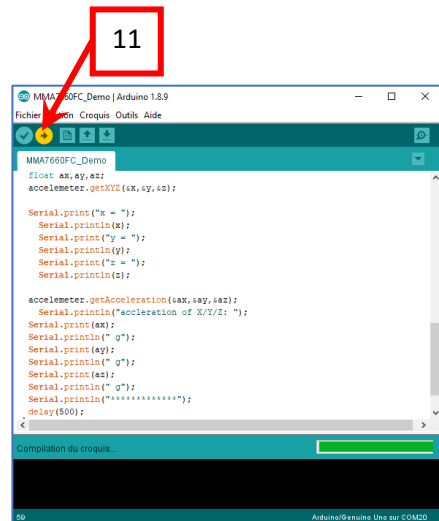 11
MMA7660FC_Demo | Arduino 1.8.9
Fichier Édition Croquis Outils Aide
MMA7660FC_Demo
float ax,ay,az;
accelemeter.getXYZ(&x,&y,&z);
Serial.print("x = ");
Serial.println(x);
Serial.print("y = ");
Serial.println(y);
Serial.print("z = ");
Serial.println(z);
accelemeter.getAcceleration(&ax,&ay,&az);
Serial.println("accleration of X/Y/Z: ");
Serial.print(ax);
Serial.println(" g");
Serial.print(ay);
Serial.println(" g");
Serial.print(az);
Serial.println(" g");
Serial.println("*************");
delay(500);
Compilation du croquis...
59 Arduino/Genuino Uno sur COM20